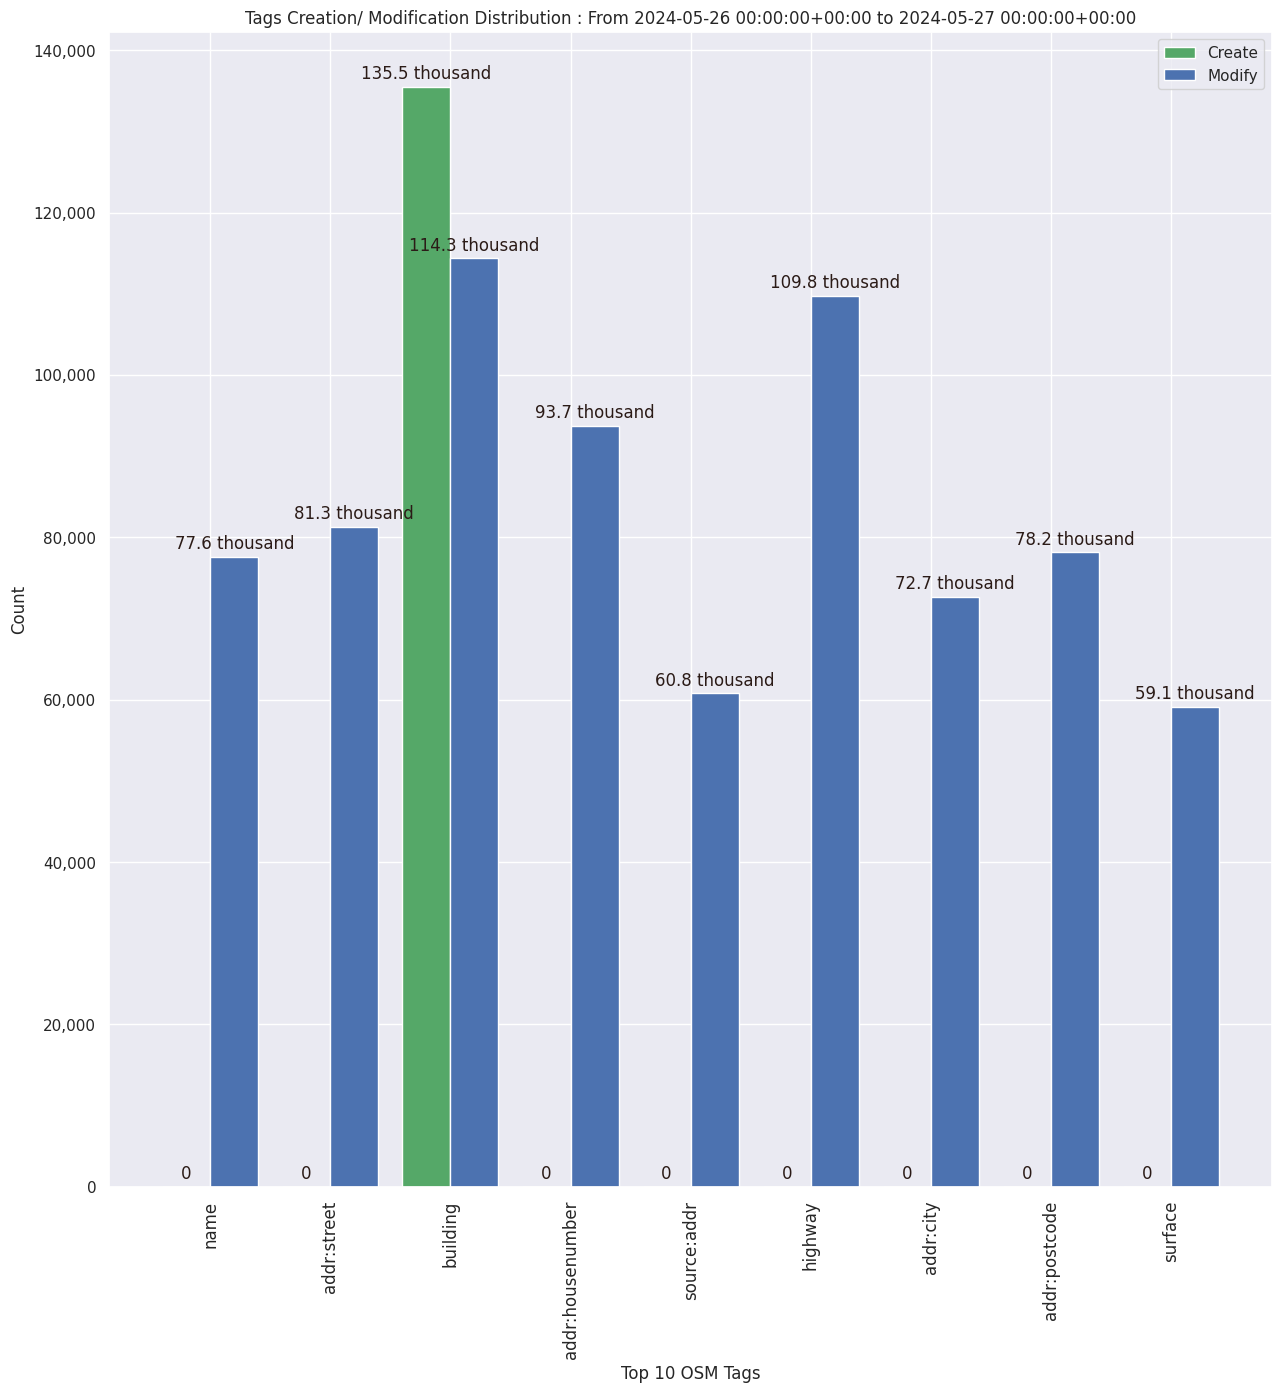 Tags Creation/ Modification Distribution : From 2024-05-26 00:00:00+00:00 to 2024-05-27 00:00:00+00:00
Create
Modify
140,000
120,000
100,000
80,000
60,000
40,000
20,000
0
Count
135.5 thousand
114.3 thousand
109.8 thousand
93.7 thousand
81.3 thousand
77.6 thousand
78.2 thousand
72.7 thousand
60.8 thousand
59.1 thousand
0
0
0
0
0
0
0
0
name
addr:street
building
addr:housenumber
source:addr
highway
addr:city
addr:postcode
surface
Top 10 OSM Tags